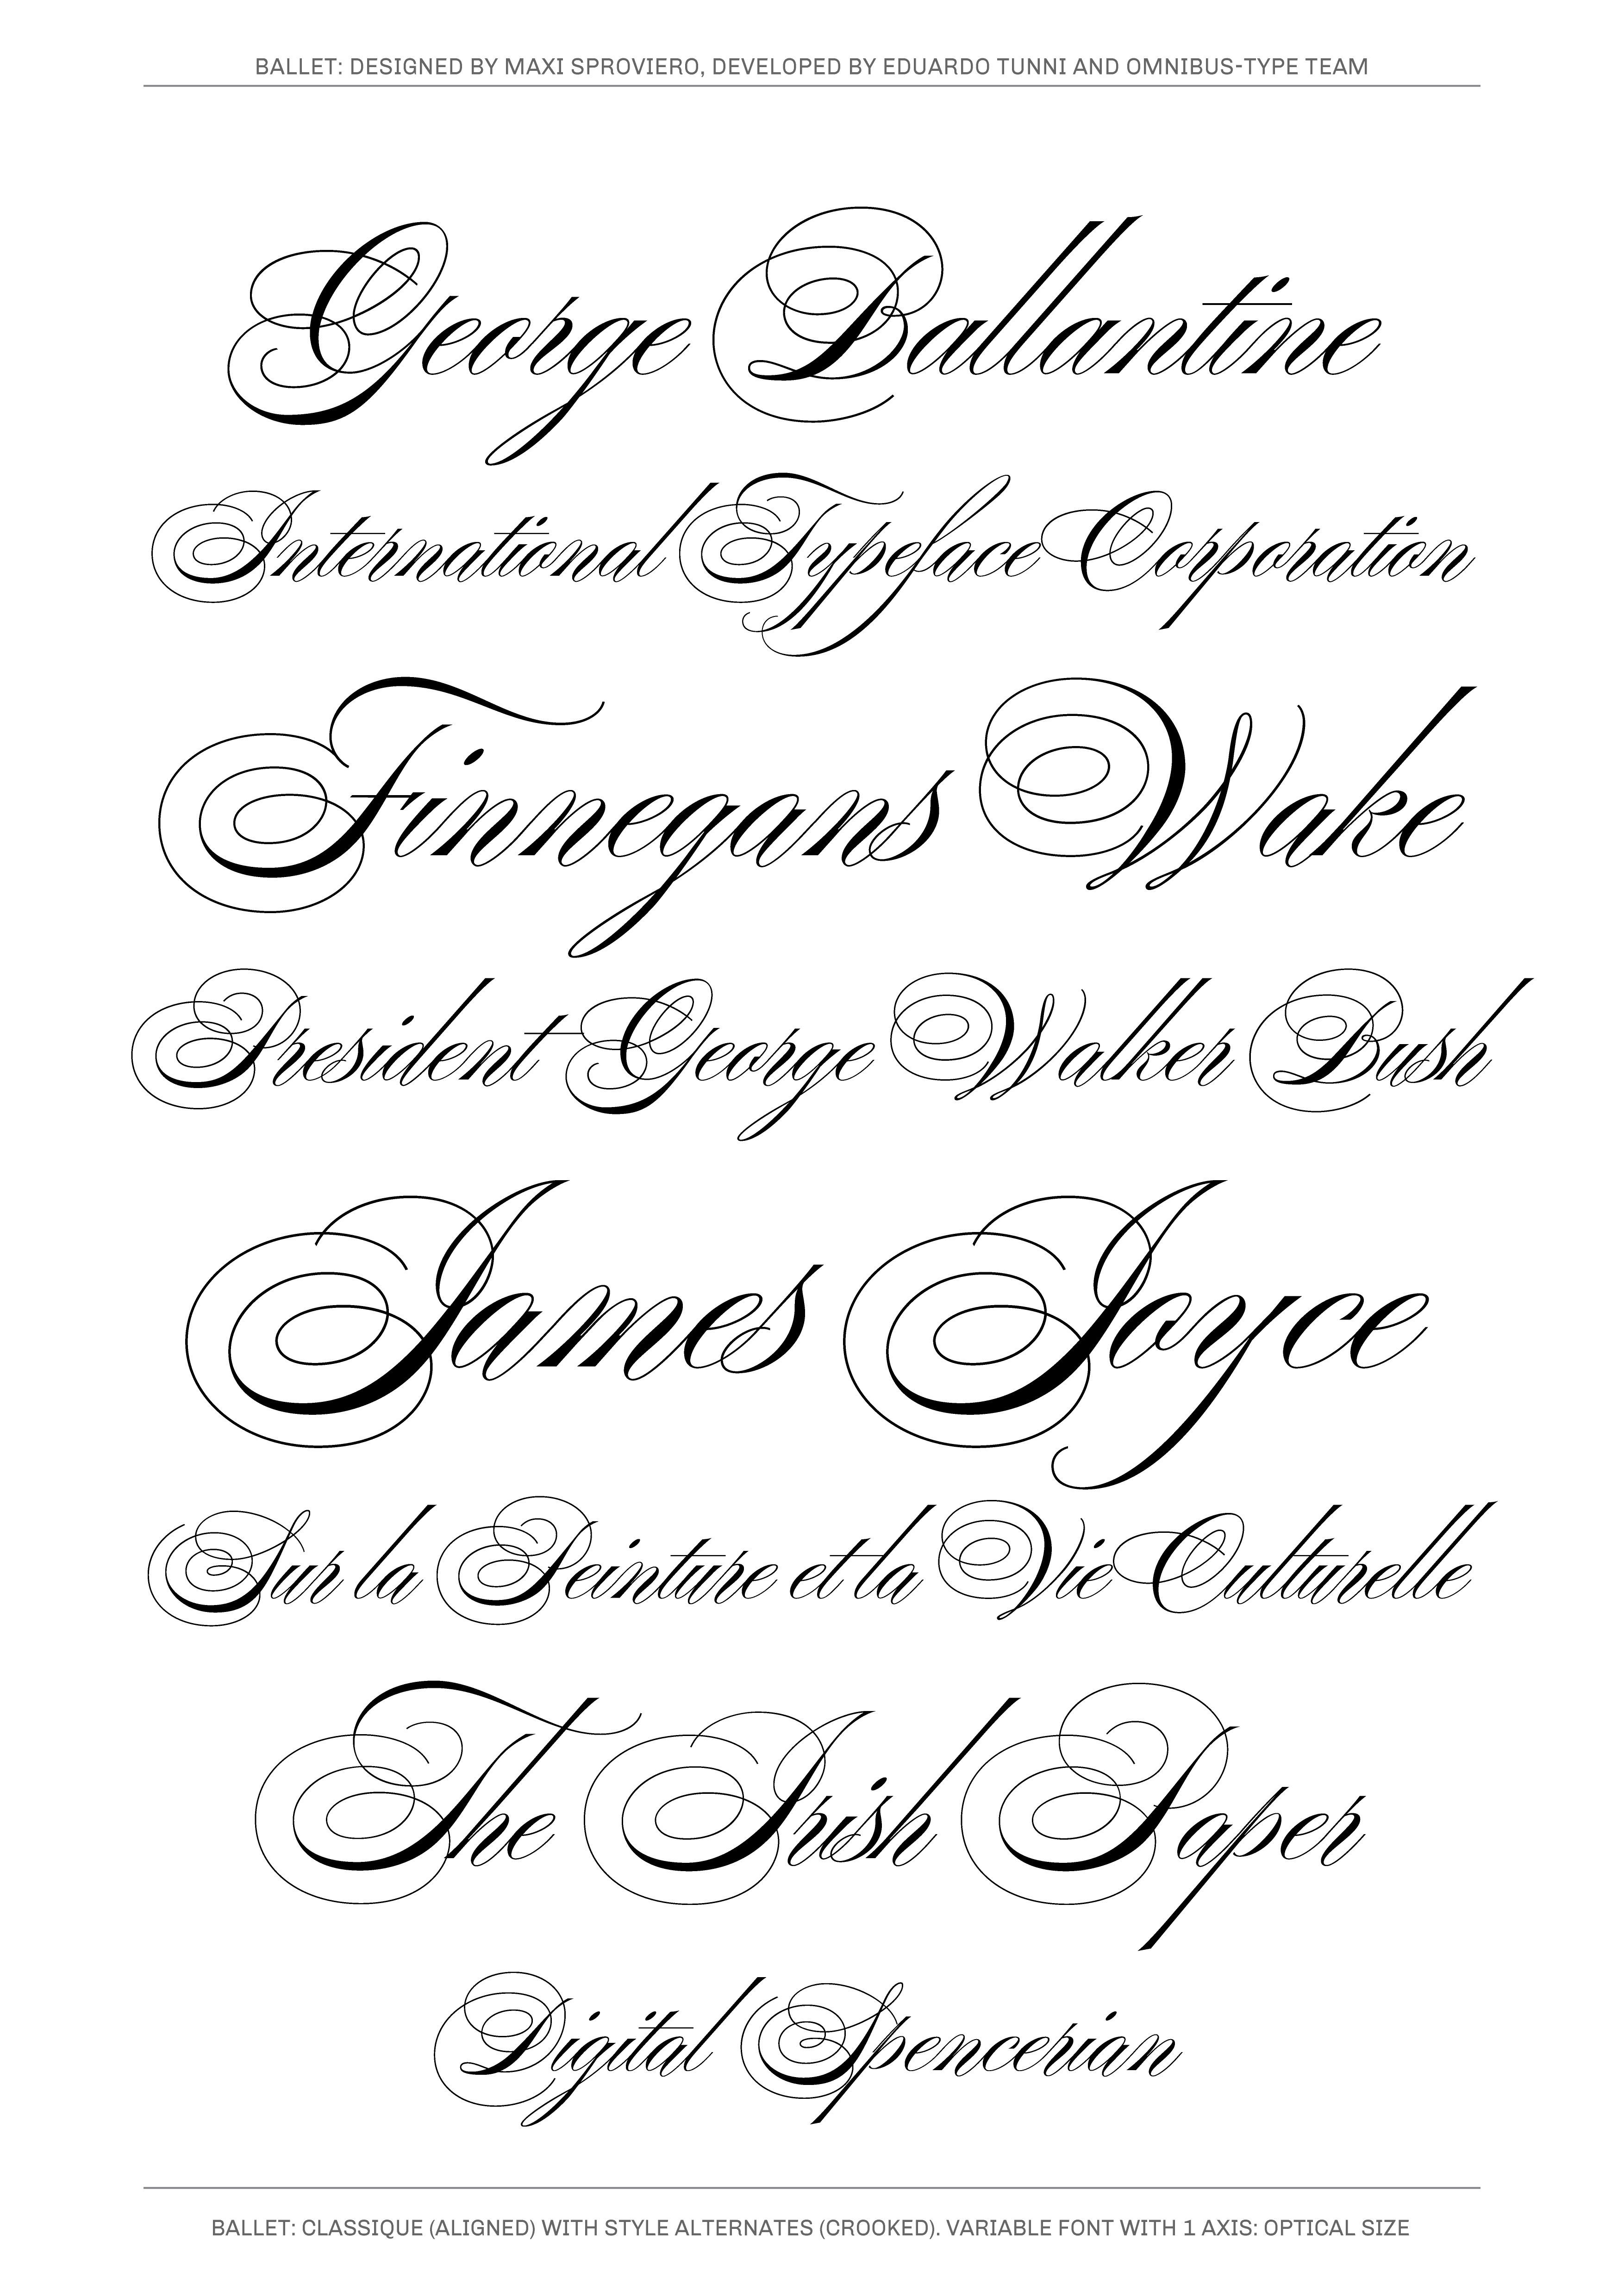 BALLET: DESIGNED BY MAXI SPROVIERO, DEVELOPED BY EDUARDO TUNNI AND OMNIBUS-TYPE TEAM
George Ballantine
International Typeface Corporation
Finnegans Wake
President George Walker Bush
James Joyce
Sur la Peinture et la Vie Culturelle
The Irish Paper
Digital Spencerian
BALLET: CLASSIQUE (ALIGNED) WITH STYLE ALTERNATES (CROOKED). VARIABLE FONT WITH 1 AXIS: OPTICAL SIZE